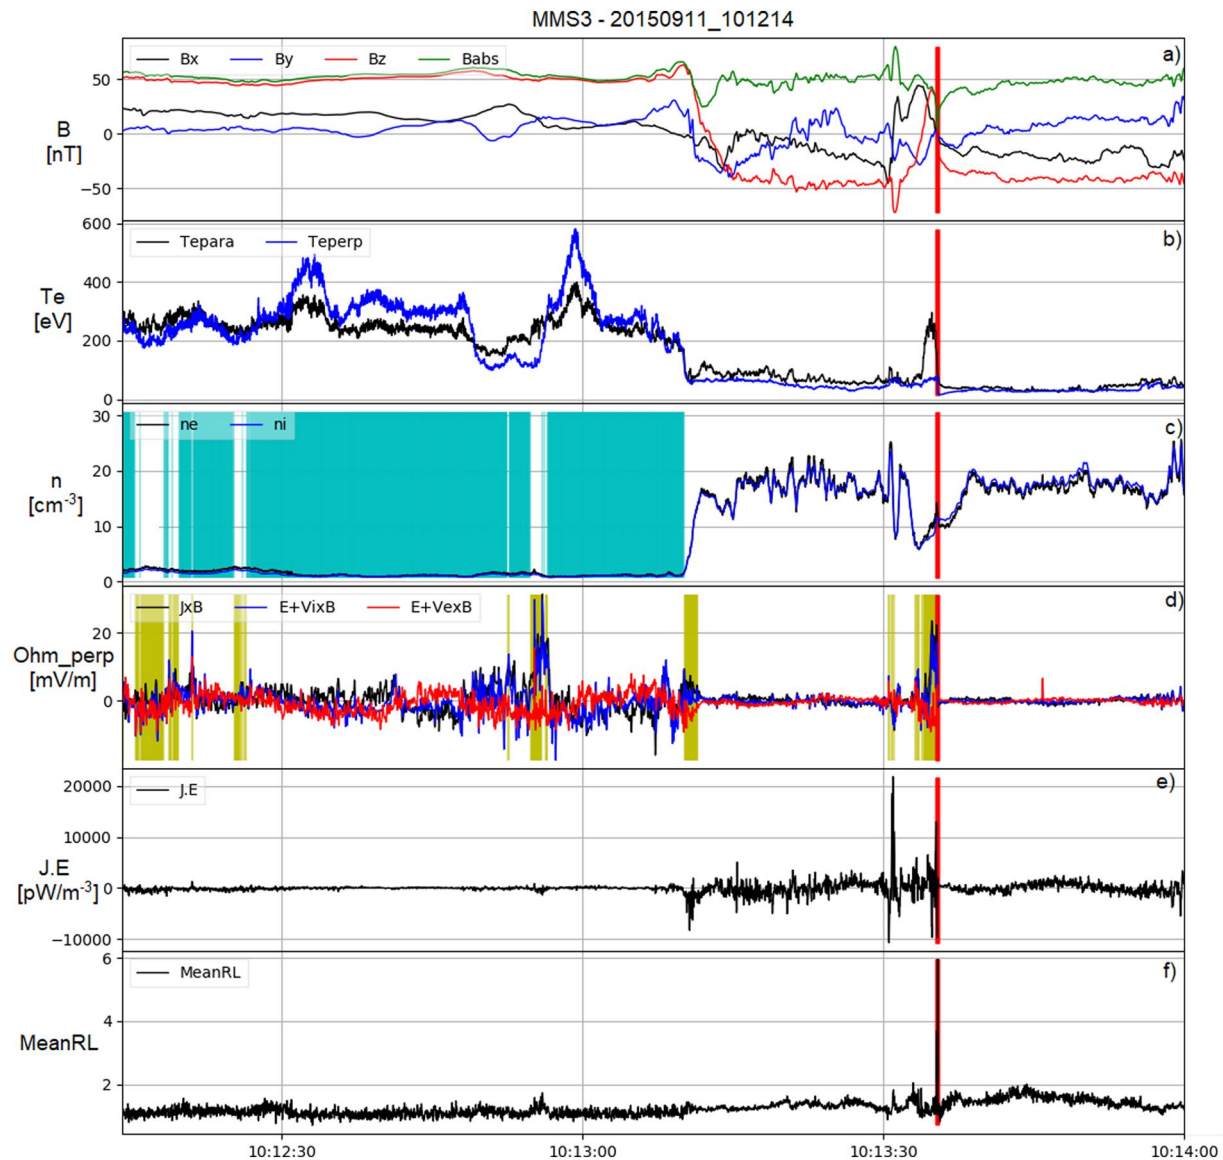 MMS3 - 20150911_101214
Bx By Bz Babs a)
50
0
−50
B
[nT]
Tepara Teperp b)
600
400
200
0
Te
[eV]
ne ni c)
30
20
10
0
n
[cm-3]
JxB E+VixB E+VexB d)
20
0
Ohm_perp
[mV/m]
J.E e)
20000
10000
0
−10000
J.E
[pW/m-3]
MeanRL f)
6
4
2
MeanRL
10:12:30 10:13:00 10:13:30 10:14:00